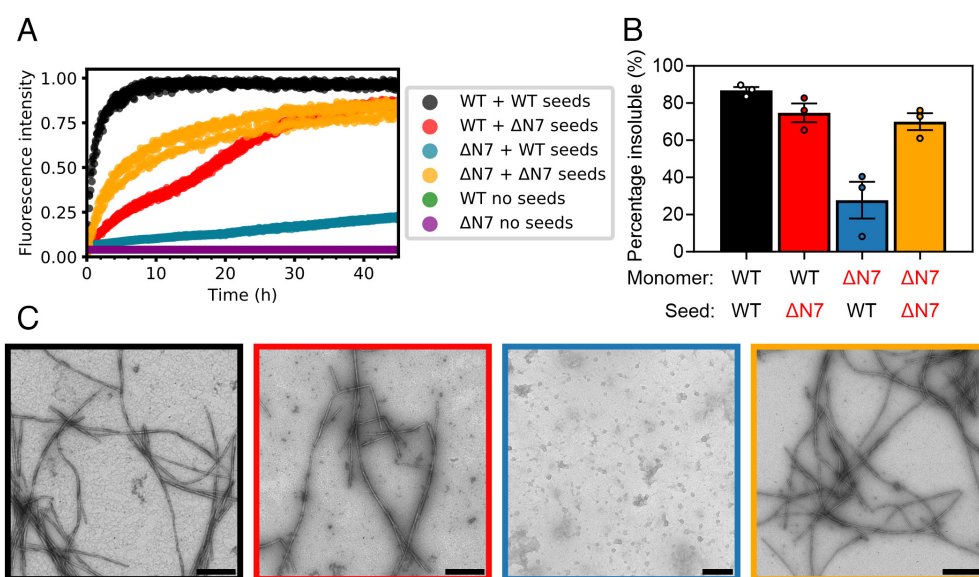 A
Fluorescence intensity
1.00
0.75
0.50
0.25
0.00
0 10 20 30 40
Time (h)
WT + WT seeds
WT + ΔN7 seeds
ΔN7 + WT seeds
ΔN7 + ΔN7 seeds
WT no seeds
ΔN7 no seeds
B
Percentage insoluble (%)
100
80
60
40
20
0
Monomer: WT WT ΔN7 ΔN7
Seed: WT ΔN7 WT ΔN7
C